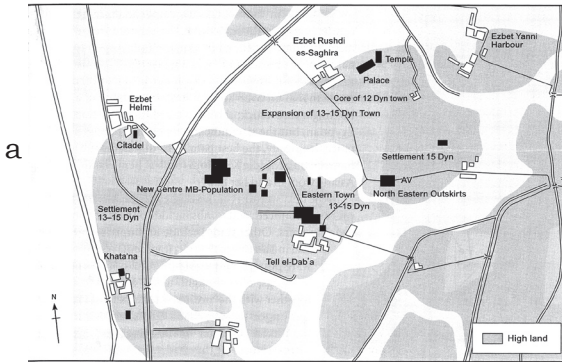 a
Ezbet Rushdi
es-Saghira
Ezbet Yanni
Harbour
Temple
Palace
Ezbet
Helmi
Core of 12 Dyn town
Expansion of 13–15 Dyn Town
Citadel
Settlement 15 Dyn
New Centre MB-Population
Eastern Town
13–15 Dyn
AV
North Eastern Outskirts
Settlement
13–15 Dyn
Tell el-Dab'a
Khata'na
N
High land